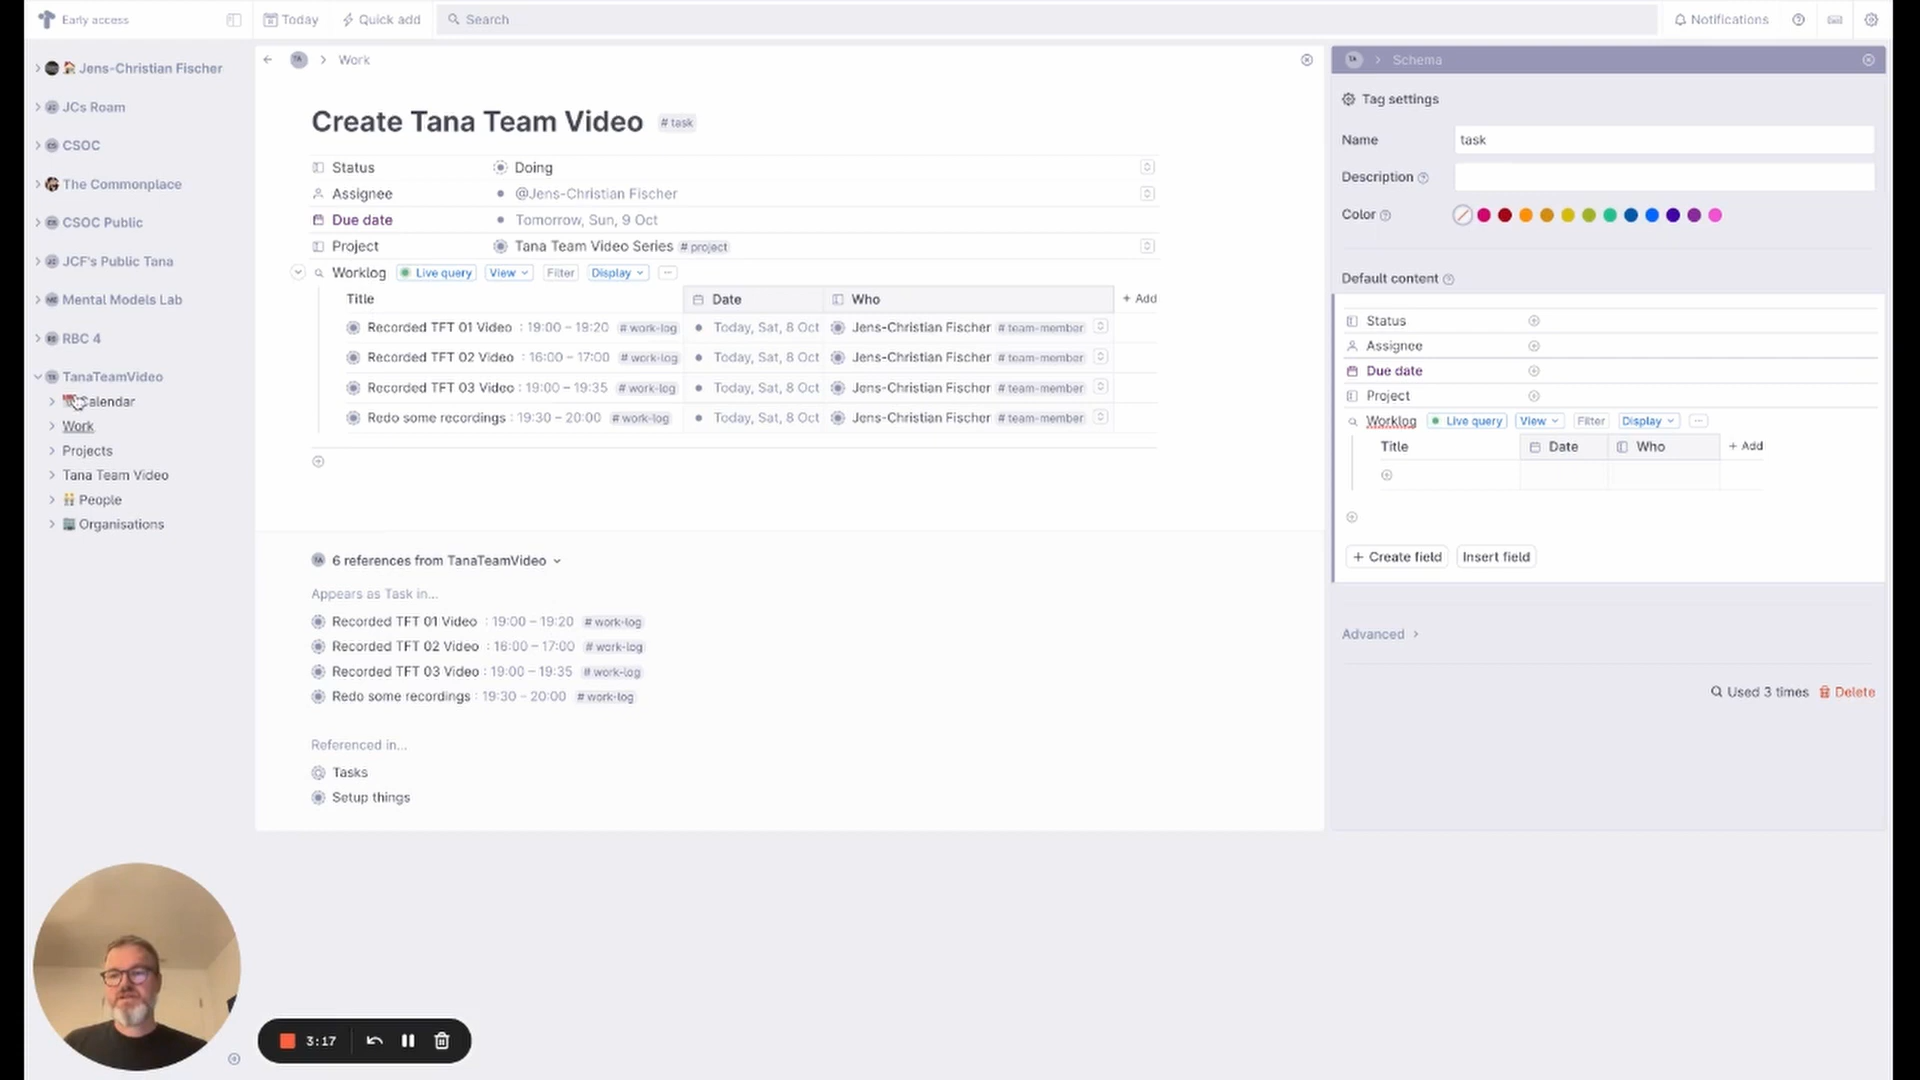 Early access
Today
Quick add
Search
Notifications
Jens-Christian Fischer
JCs Roam
CSOC
The Commonplace
CSOC Public
JCF's Public Tana
Mental Models Lab
RBC 4
TanaTeamVideo
Calendar
Work
Projects
Tana Team Video
People
Organisations
TA > Work
Create Tana Team Video # task
Status Doing
Assignee @Jens-Christian Fischer
Due date Tomorrow, Sun, 9 Oct
Project Tana Team Video Series # project
Worklog Live query View Filter Display ...
Title Date Who + Add
Recorded TFT 01 Video : 19:00 – 19:20 # work-log Today, Sat, 8 Oct Jens-Christian Fischer # team-member
Recorded TFT 02 Video : 16:00 – 17:00 # work-log Today, Sat, 8 Oct Jens-Christian Fischer # team-member
Recorded TFT 03 Video : 19:00 – 19:35 # work-log Today, Sat, 8 Oct Jens-Christian Fischer # team-member
Redo some recordings : 19:30 – 20:00 # work-log Today, Sat, 8 Oct Jens-Christian Fischer # team-member
6 references from TanaTeamVideo
Appears as Task in...
Recorded TFT 01 Video : 19:00 – 19:20 # work-log
Recorded TFT 02 Video : 16:00 – 17:00 # work-log
Recorded TFT 03 Video : 19:00 – 19:35 # work-log
Redo some recordings : 19:30 – 20:00 # work-log
Referenced in...
Tasks
Setup things
TA > Schema
Tag settings
Name task
Description
Color
Default content
Status
Assignee
Due date
Project
Worklog Live query View Filter Display ...
Title Date Who + Add
+ Create field Insert field
Advanced >
Used 3 times Delete
3:17